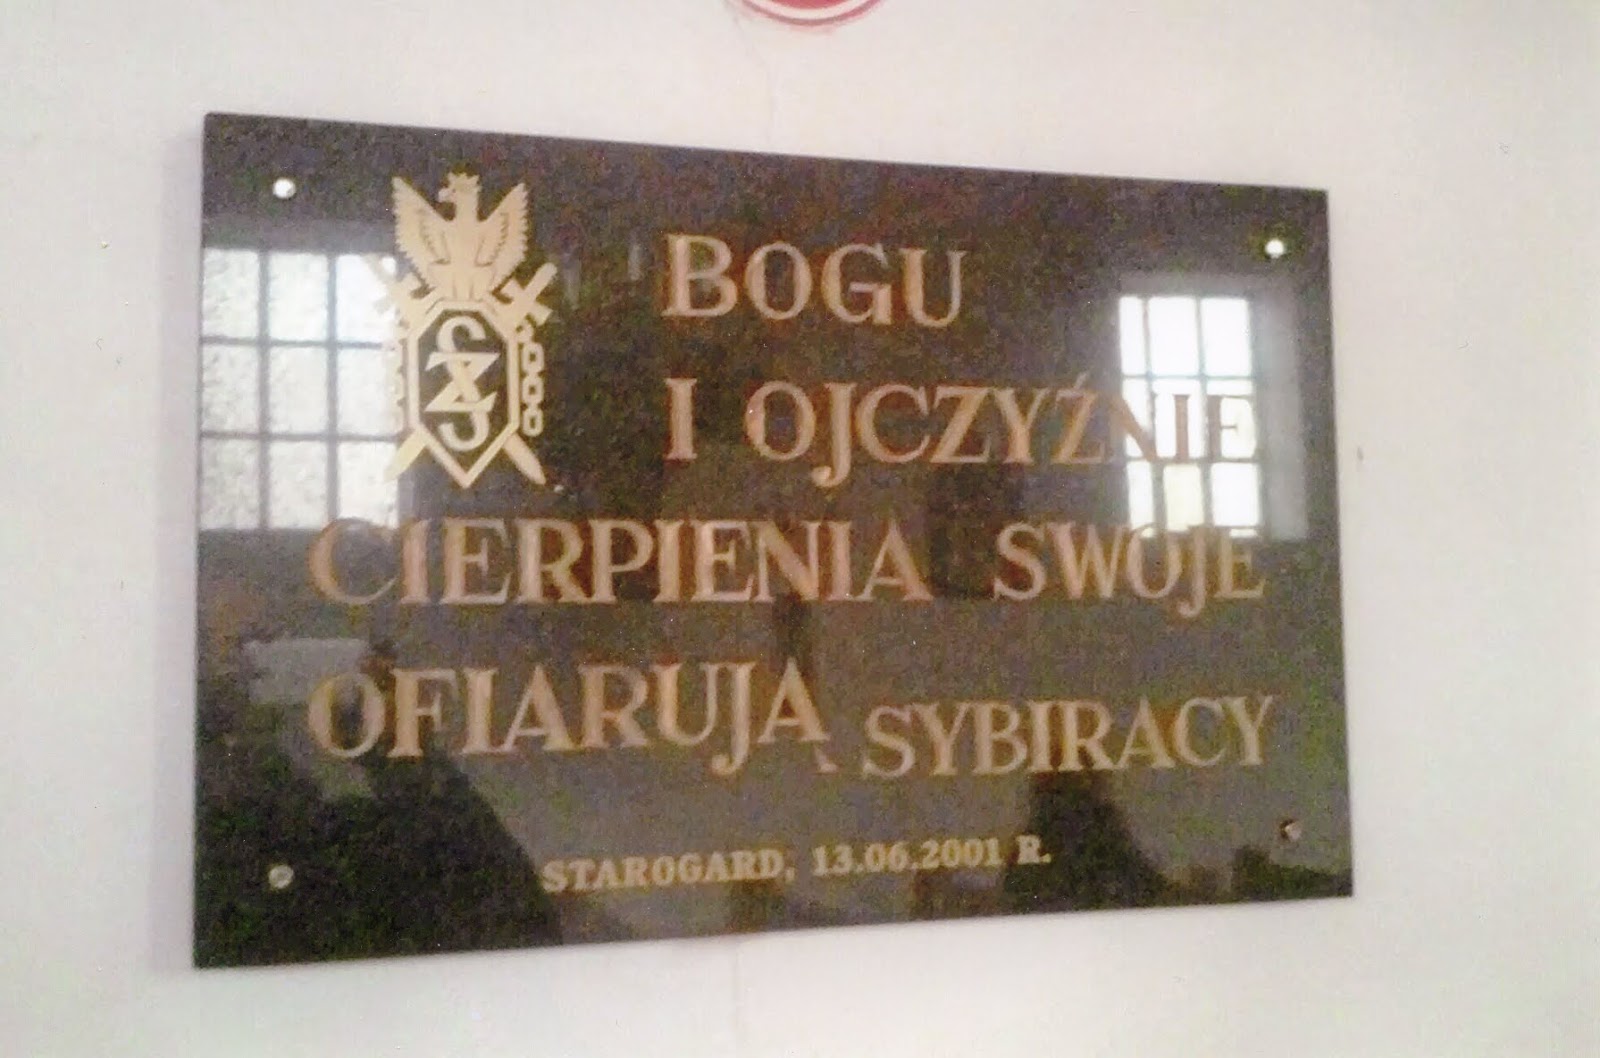 BOGU
I OJCZYŹNIE
CIERPIENIA SWOJE
OFIARUJĄ SYBIRACY
STAROGARD, 13.06.2001 R.